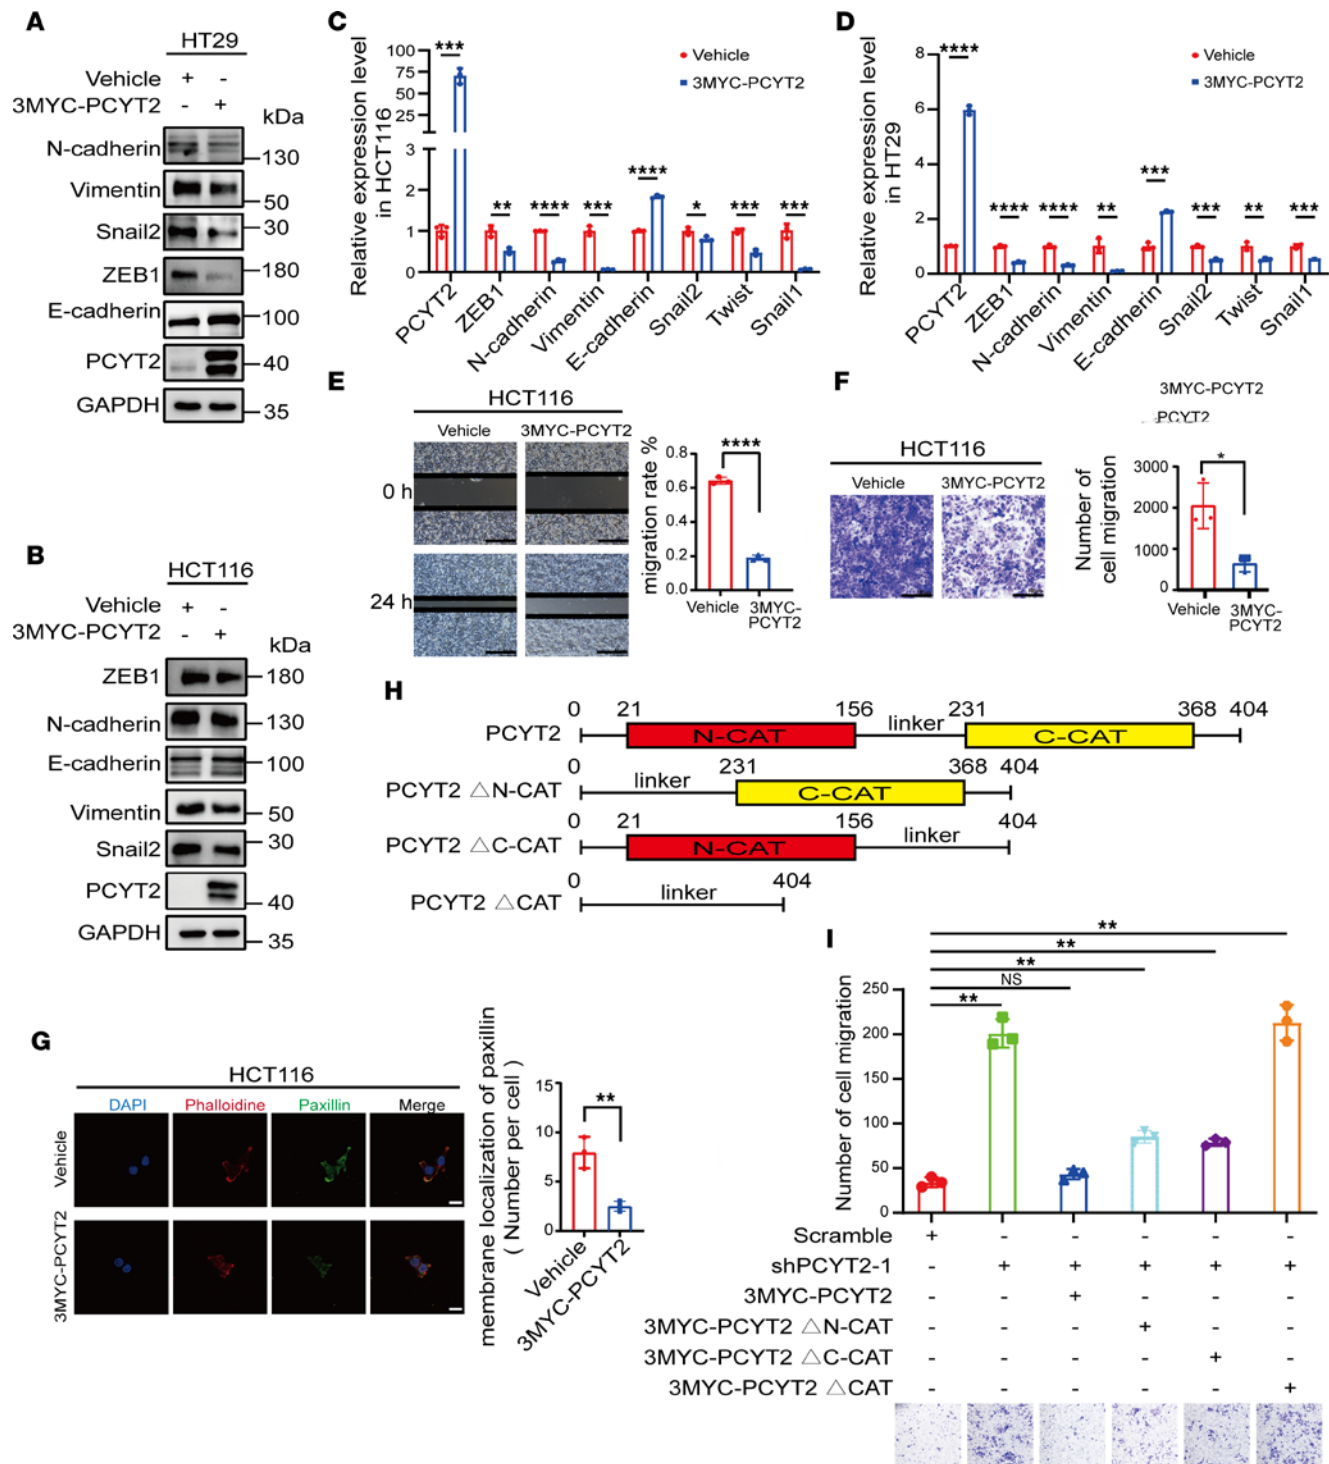 A
HT29
Vehicle + -
3MYC-PCYT2 - +
kDa
N-cadherin
130
Vimentin
50
Snail2 30
ZEB1 180
E-cadherin
100
PCYT2 40
GAPDH 35
B
HCT116
Vehicle + -
3MYC-PCYT2 - +
kDa
ZEB1 180
N-cadherin 130
E-cadherin 100
Vimentin 50
Snail2 30
PCYT2
40
GAPDH 35
C
Relative expression level
in HCT116
100
75
50
25
3
2
1
0
*** ** **** *** **** * *** ***
Vehicle
3MYC-PCYT2
PCYT2
ZEB1
N-cadherin
Vimentin
E-cadherin
Snail2
Twist
Snail1
D
Relative expression level
in HT29
8
6
4
2
0
**** **** **** ** *** *** ** ***
Vehicle
3MYC-PCYT2
PCYT2
ZEB1
N-cadherin
Vimentin
E-cadherin
Snail2
Twist
Snail1
E
HCT116
Vehicle 3MYC-PCYT2
0 h
24 h
migration rate %
0.8
0.6
0.4
0.2
0.0
****
Vehicle 3MYC-
PCYT2
F
3MYC-PCYT2
PCYT2
HCT116
Vehicle 3MYC-PCYT2
Number of
cell migration
3000
2000
1000
0
*
Vehicle 3MYC-
PCYT2
H
0 21 156 231 368 404
PCYT2 N-CAT linker C-CAT
0 231 368 404
PCYT2 △N-CAT linker C-CAT
0 21 156 404
PCYT2 △C-CAT N-CAT linker
0 404
PCYT2 △CAT linker
G
HCT116
DAPI Phalloidine Paxillin Merge
Vehicle
3MYC-PCYT2
membrane localization of paxillin
( Number per cell )
15
10
5
0
**
Vehicle
3MYC-PCYT2
I
**
**
**
NS
**
Number of cell migration
250
200
150
100
50
0
Scramble + - - - - -
shPCYT2-1 - + + + + +
3MYC-PCYT2 - - + - - -
3MYC-PCYT2 △N-CAT - - - + - -
3MYC-PCYT2 △C-CAT - - - - + -
3MYC-PCYT2 △CAT - - - - - +